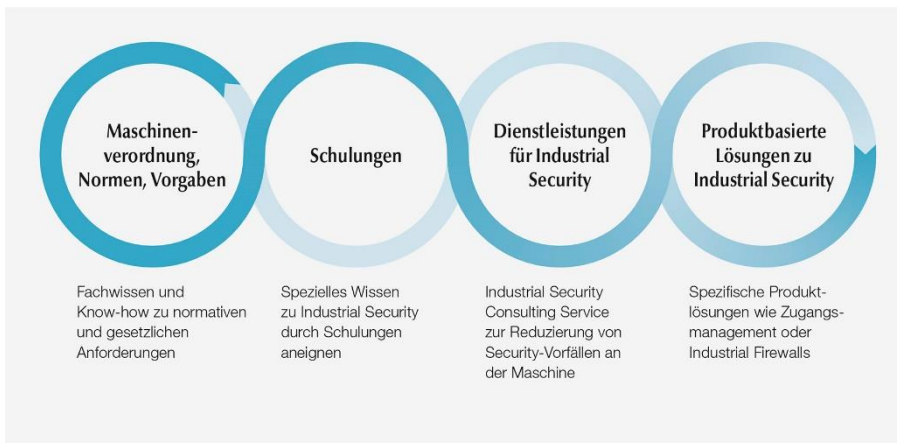 Maschinen-
verordnung,
Normen, Vorgaben
Fachwissen und
Know-how zu normativen
und gesetzlichen
Anforderungen
Schulungen
Spezielles Wissen
zu Industrial Security
durch Schulungen
aneignen
Dienstleistungen
für Industrial
Security
Industrial Security
Consulting Service
zur Reduzierung von
Security-Vorfällen an
der Maschine
Produktbasierte
Lösungen zu
Industrial Security
Spezifische Produkt-
lösungen wie Zugangs-
management oder
Industrial Firewalls